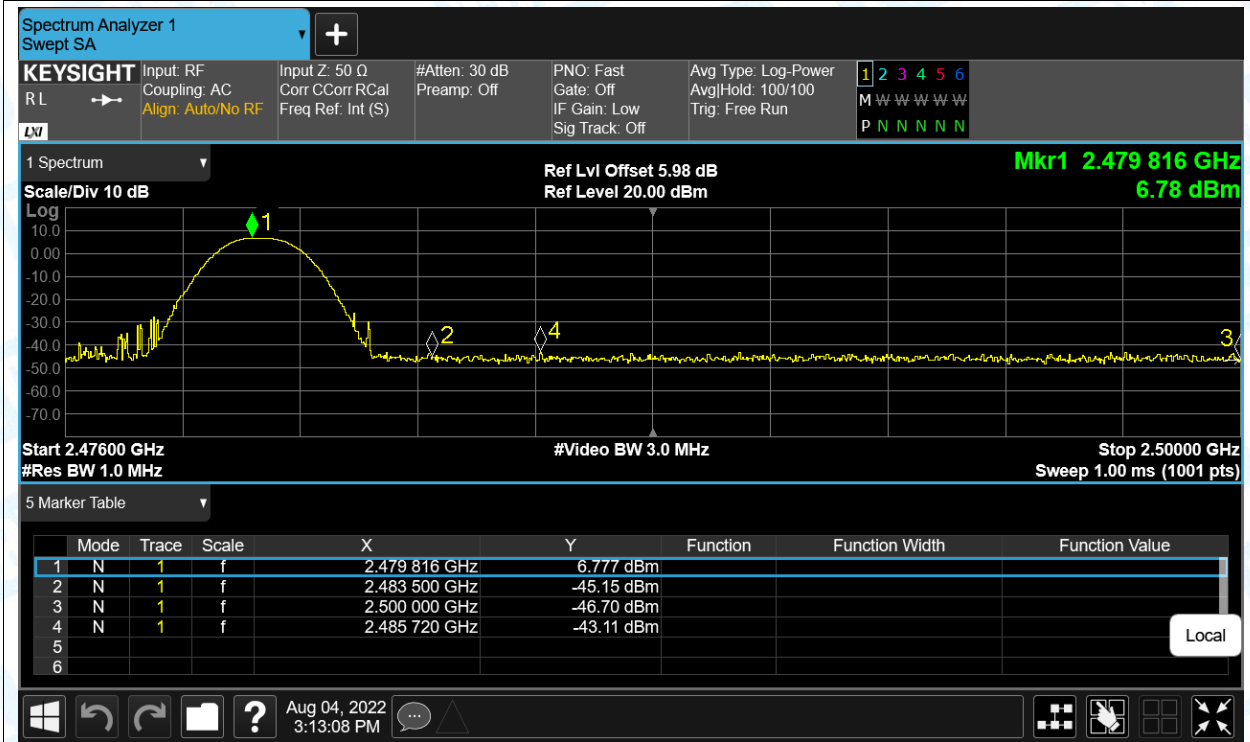 Spectrum Analyzer 1
Swept SA
KEYSIGHT
R L
LXI
Input: RF
Coupling: AC
Align: Auto/No RF
Input Z: 50 Ω
Corr CCorr RCal
Freq Ref: Int (S)
#Atten: 30 dB
Preamp: Off
PNO: Fast
Gate: Off
IF Gain: Low
Sig Track: Off
Avg Type: Log-Power
Avg|Hold: 100/100
Trig: Free Run
1 2 3 4 5 6
M W W W W W
P N N N N N N
1 Spectrum
Scale/Div 10 dB
Ref Lvl Offset 5.98 dB
Ref Level 20.00 dBm
Mkr1 2.479 816 GHz
6.78 dBm
Log
10.0
0.00
-10.0
-20.0
-30.0
-40.0
-50.0
-60.0
-70.0
1
2
4
3
Start 2.47600 GHz
#Video BW 3.0 MHz
Stop 2.50000 GHz
#Res BW 1.0 MHz
Sweep 1.00 ms (1001 pts)
5 Marker Table
Mode Trace Scale X Y Function Function Width Function Value
1 N 1 f 2.479 816 GHz 6.777 dBm
2 N 1 f 2.483 500 GHz -45.15 dBm
3 N 1 f 2.500 000 GHz -46.70 dBm
4 N 1 f 2.485 720 GHz -43.11 dBm
5
6
Local
?
Aug 04, 2022
3:13:08 PM